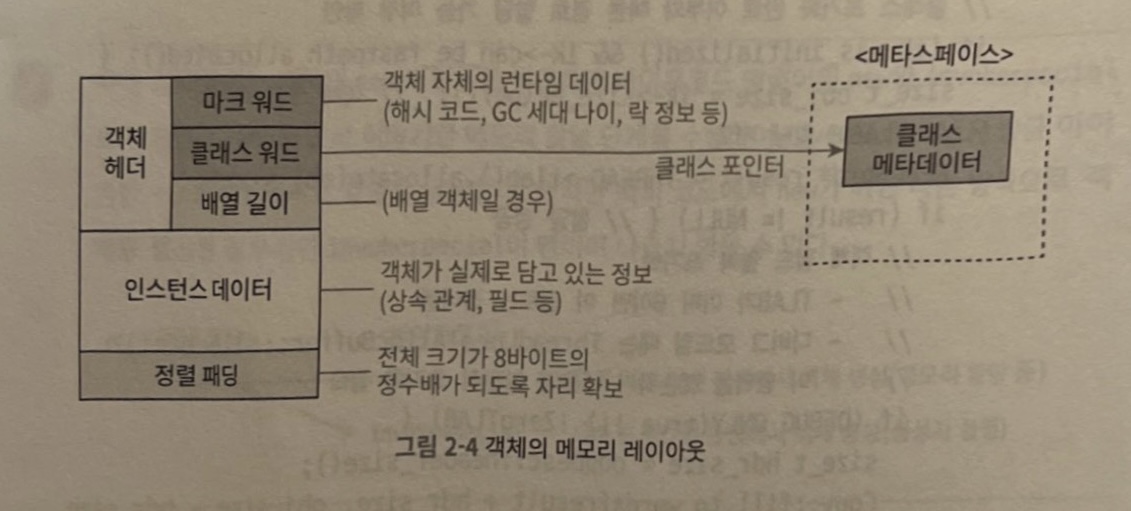 <메타스페이스>
객체
헤더
마크 워드
객체 자체의 런타임 데이터
(해시 코드, GC 세대 나이, 락 정보 등)
클래스 워드
클래스 포인터
클래스
메타데이터
배열 길이
(배열 객체일 경우)
인스턴스 데이터
객체가 실제로 담고 있는 정보
(상속 관계, 필드 등)
정렬 패딩
전체 크기가 8바이트의
정수배가 되도록 자리 확보
그림 2-4 객체의 메모리 레이아웃